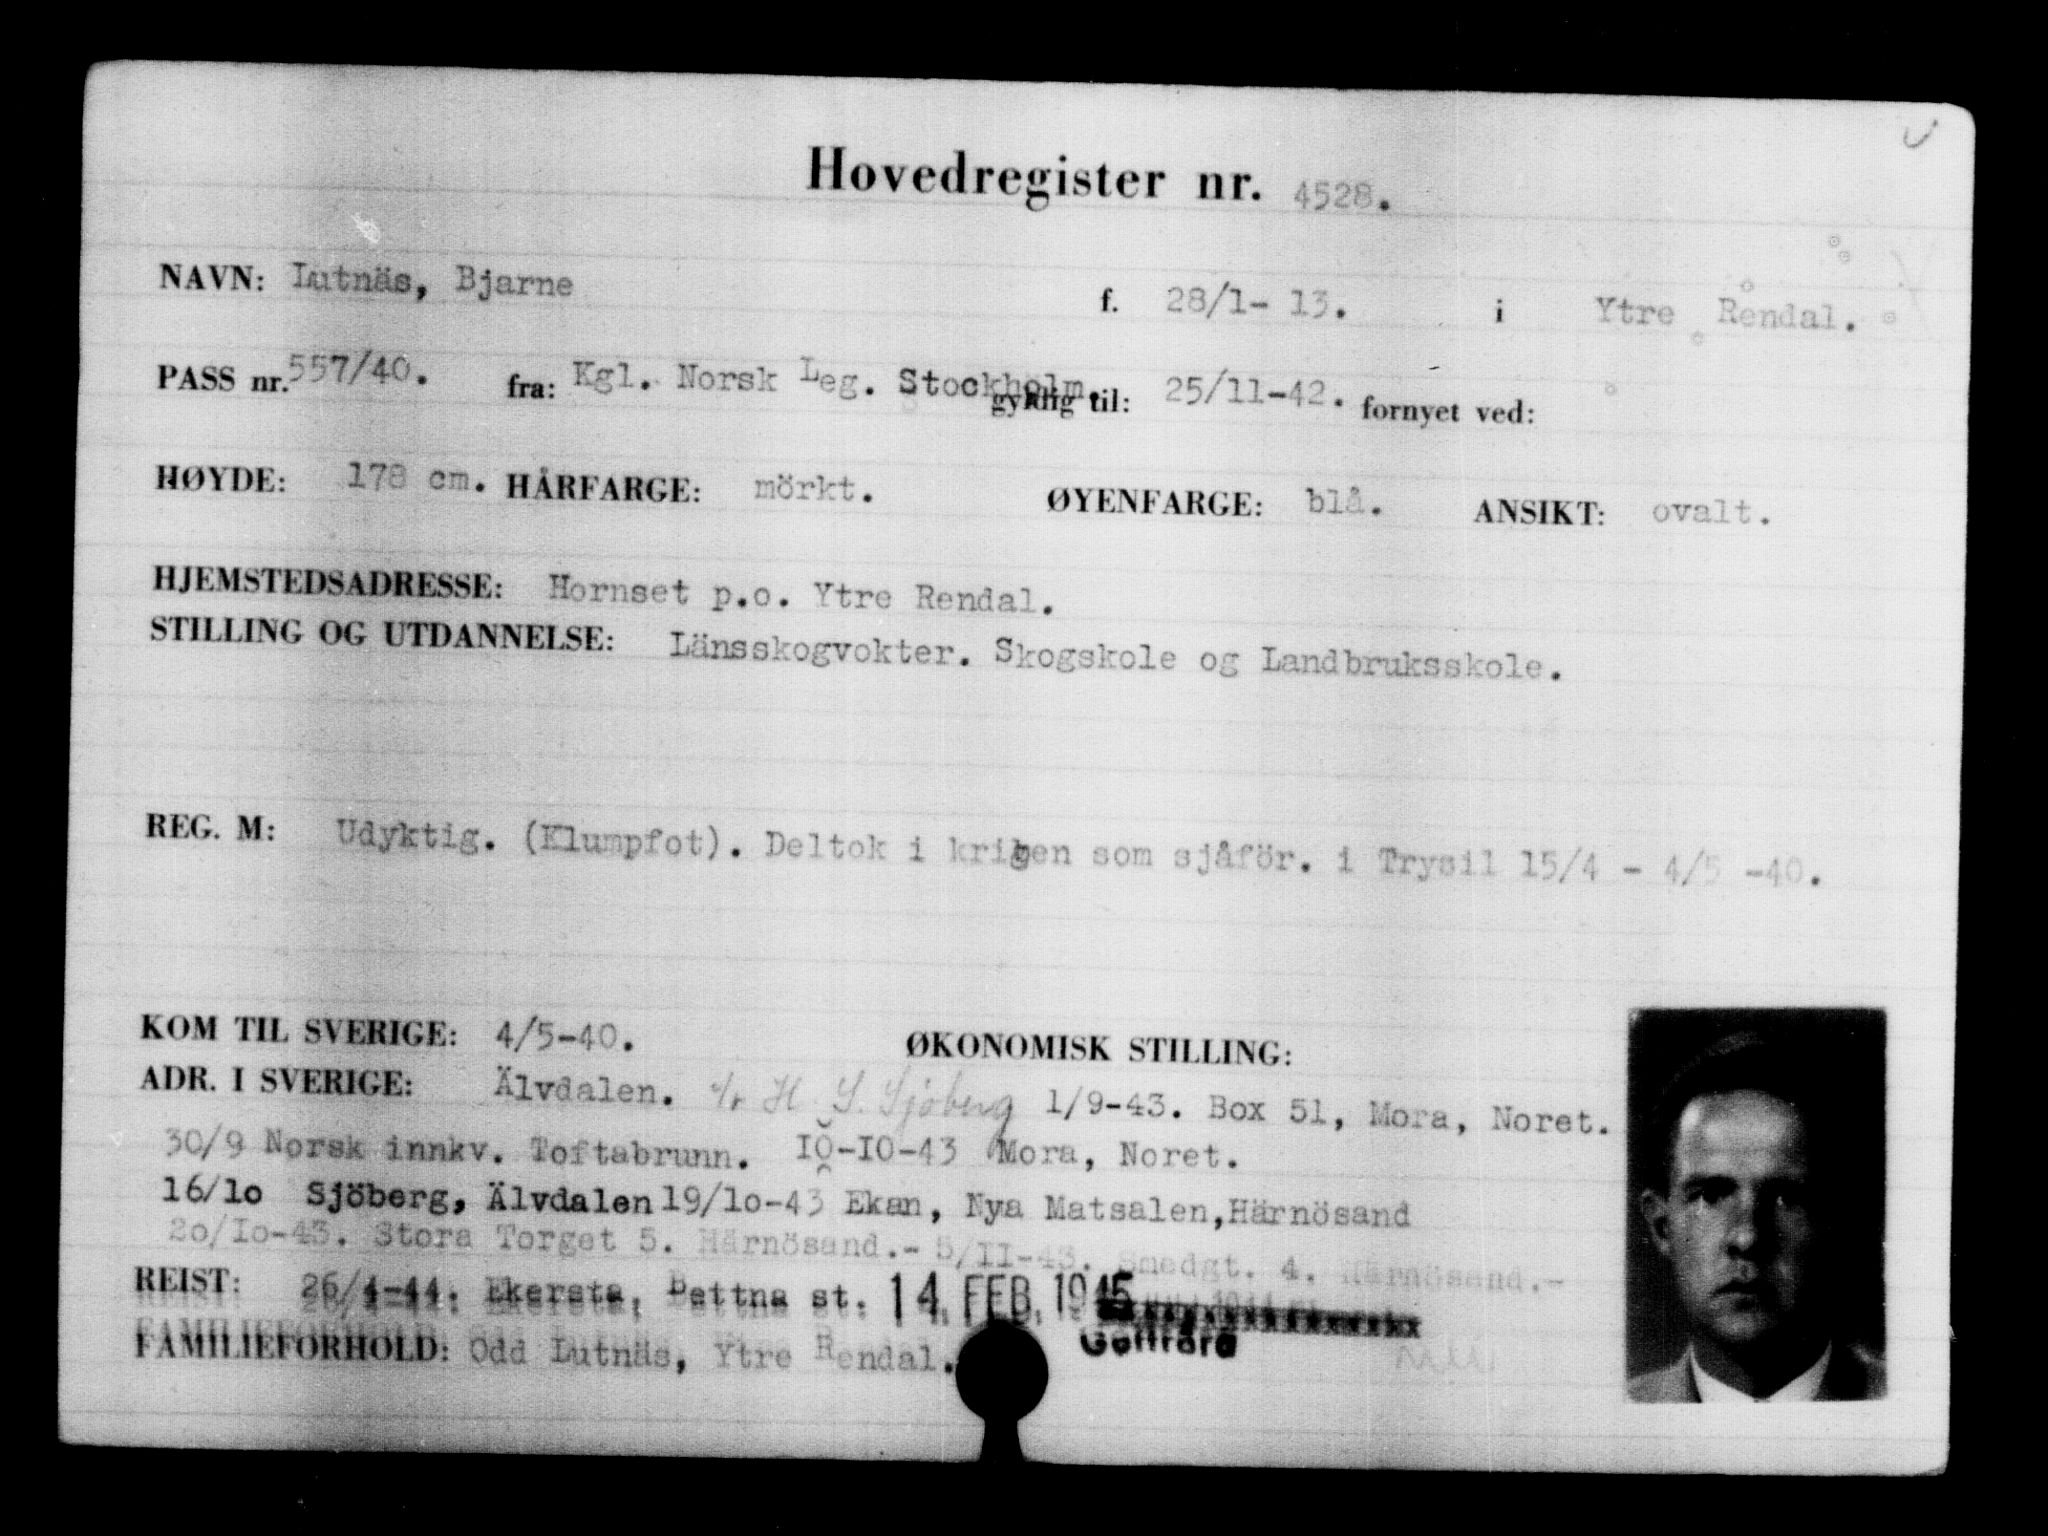 Hovedregister nr. 4528.
NAVN: Lutnäs, Bjarne f. 28/1- 13. i Ytre Rendal.
PASS nr. 557/40. fra: Kgl. Norsk Leg. Stockholm. gyldig til: 25/11-42. fornyet ved:
HØYDE: 178 cm. HÅRFARGE: mörkt. ØYENFARGE: blå. ANSIKT: ovalt.
HJEMSTEDSADRESSE: Hornset p.o. Ytre Rendal.
STILLING OG UTDANNELSE: Länsskogvokter. Skogskole og Landbruksskole.
REG. M: Udyktig. (Klumpfot). Deltok i krigen som sjåför. i Trysil 15/4 - 4/5 -40.
KOM TIL SVERIGE: 4/5-40. ØKONOMISK STILLING:
ADR. I SVERIGE: Älvdalen. c/o H. S. Sjöberg 1/9-43. Box 51, Mora, Noret.
30/9 Norsk innkv. Toftabrunn. 10-10-43 Mora, Noret.
16/10 Sjöberg, Älvdalen 19/10-43 Ekan, Nya Matsalen, Härnösand
20/10-43. Stora Torget 5. Härnösand.- 5/11-43. Smedgt. 4. Härnösand.-
REIST: 26/4-44. Ekersta, Bettna st. 14. FEB. 1945
FAMILIEFORHOLD: Odd Lutnäs, Ytre Rendal.